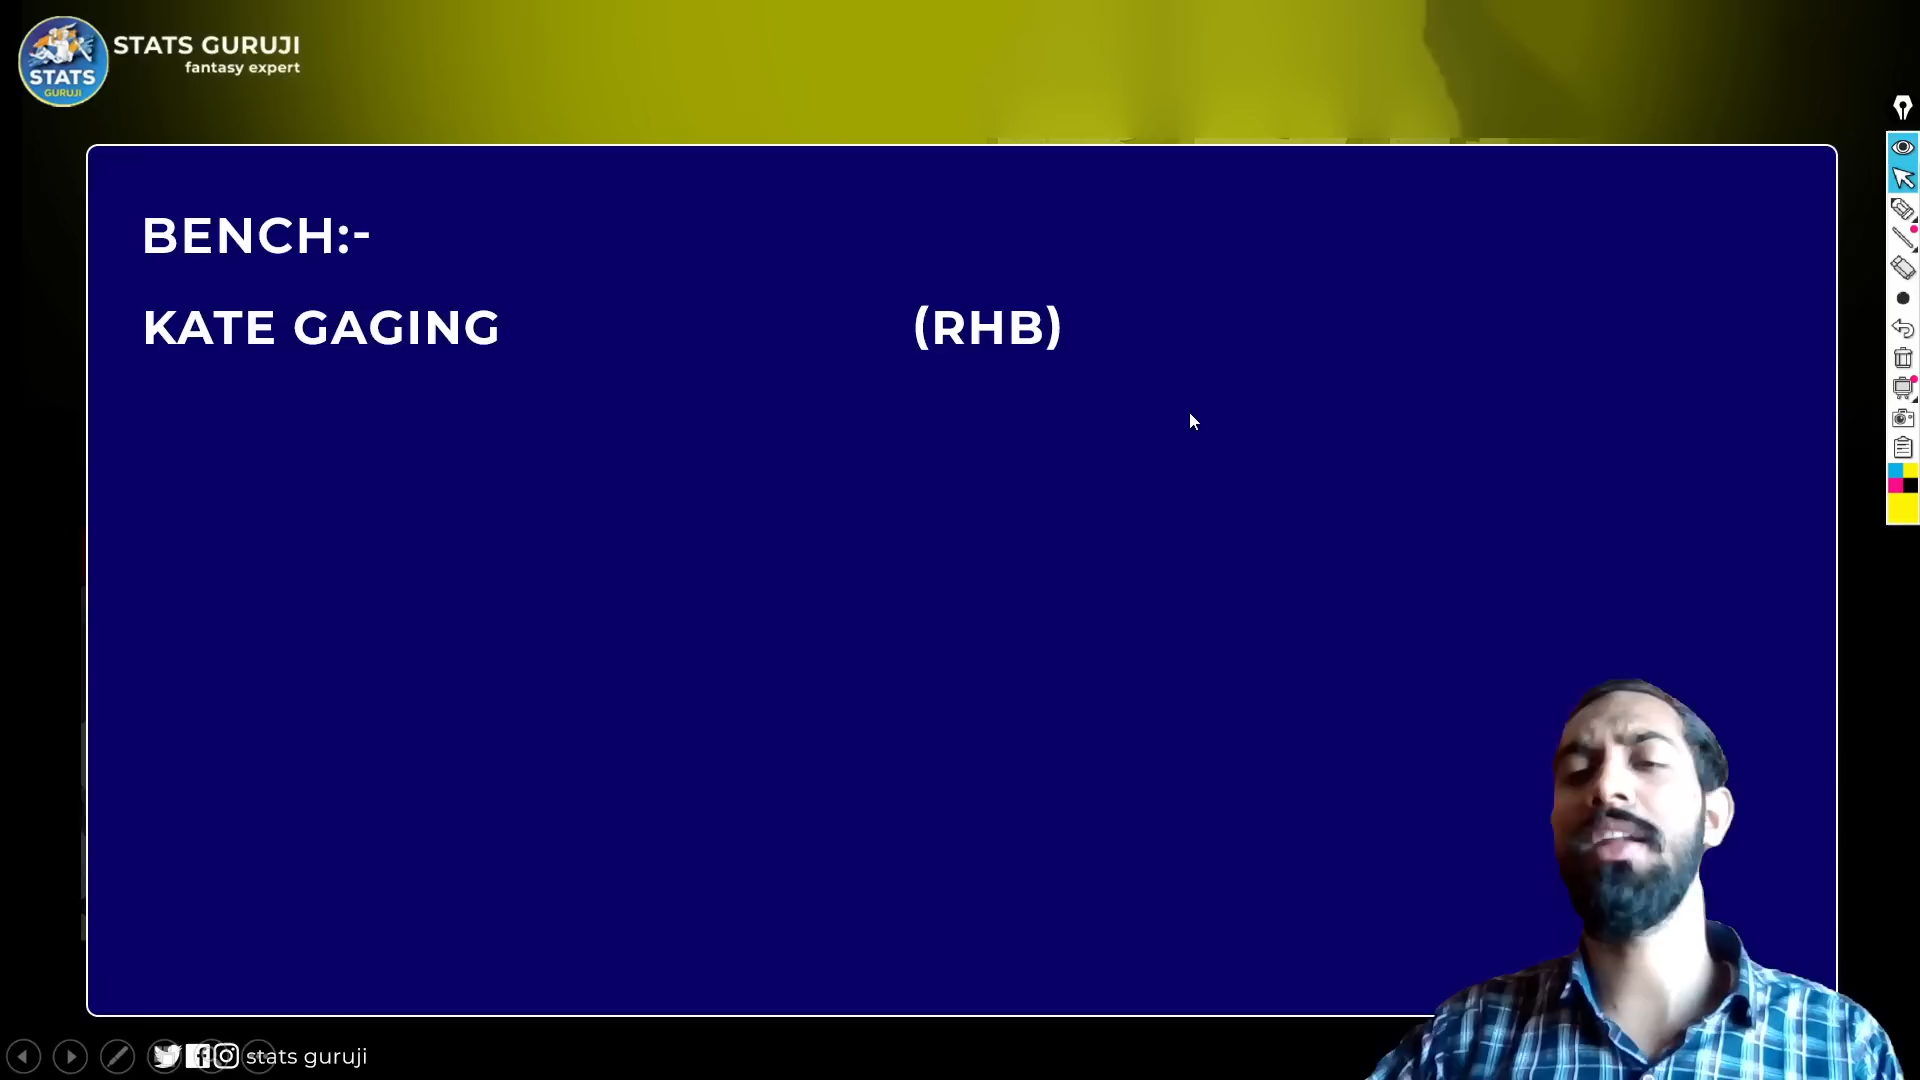 STATS GURUJI
fantasy expert
STATS
GURUJI
BENCH:-
KATE GAGING (RHB)
stats guruji